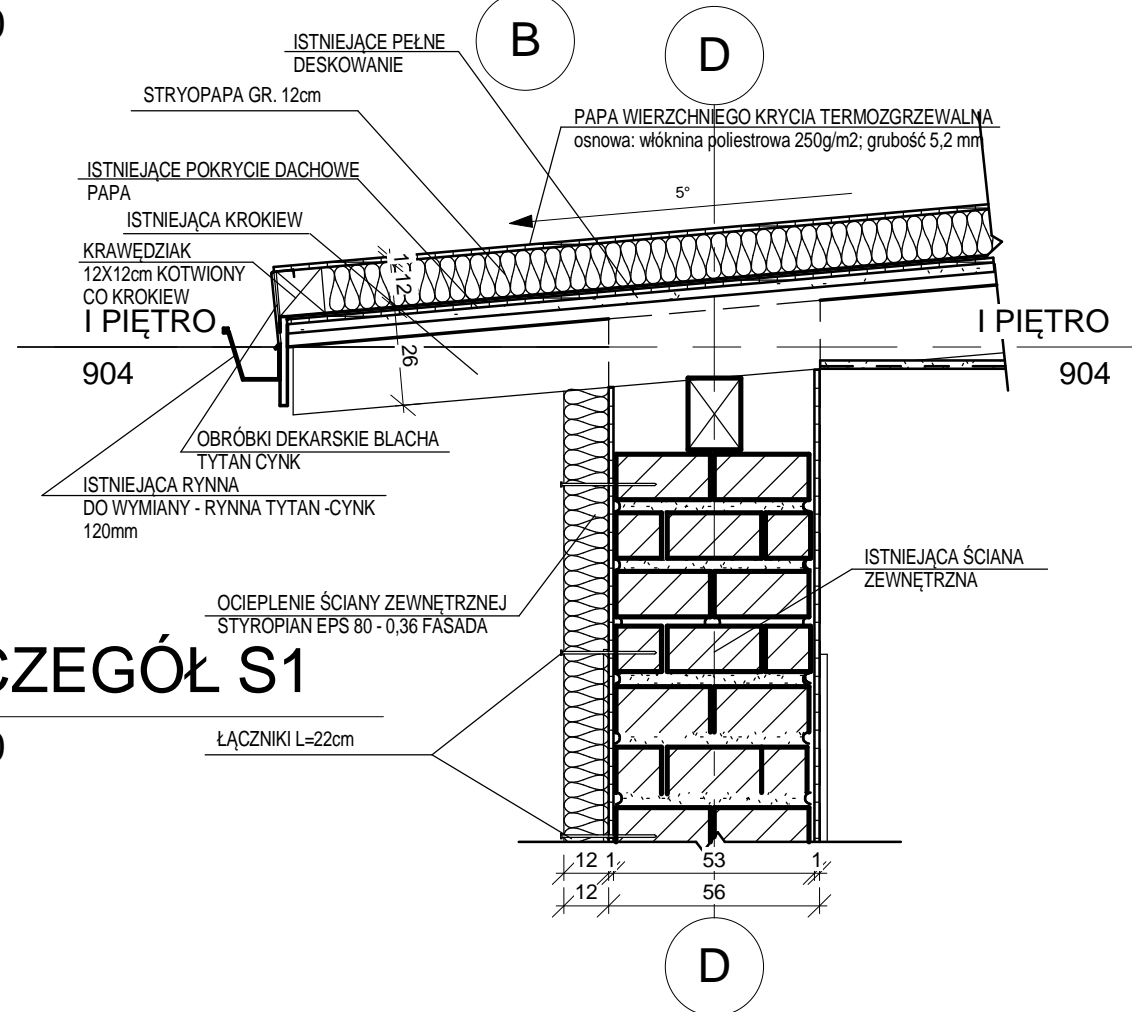 B
D
ISTNIEJĄCE PEŁNE
DESKOWANIE
STRYOPAPA GR. 12cm
PAPA WIERZCHNIEGO KRYCIA TERMOZGRZEWALNA
osnowa: włóknina poliestrowa 250g/m2; grubość 5,2 mm
ISTNIEJĄCE POKRYCIE DACHOWE
PAPA
5°
ISTNIEJĄCA KROKIEW
KRAWĘDZIAK
12X12cm KOTWIONY
CO KROKIEW
12
26
I PIĘTRO
904
I PIĘTRO
904
OBRÓBKI DEKARSKIE BLACHA
TYTAN CYNK
ISTNIEJĄCA RYNNA
DO WYMIANY - RYNNA TYTAN -CYNK
120mm
ISTNIEJĄCA ŚCIANA
ZEWNĘTRZNA
OCIEPLENIE ŚCIANY ZEWNĘTRZNEJ
STYROPIAN EPS 80 - 0,36 FASADA
CZEGÓŁ S1
ŁĄCZNIKI L=22cm
12 1 53 1
12 56
D